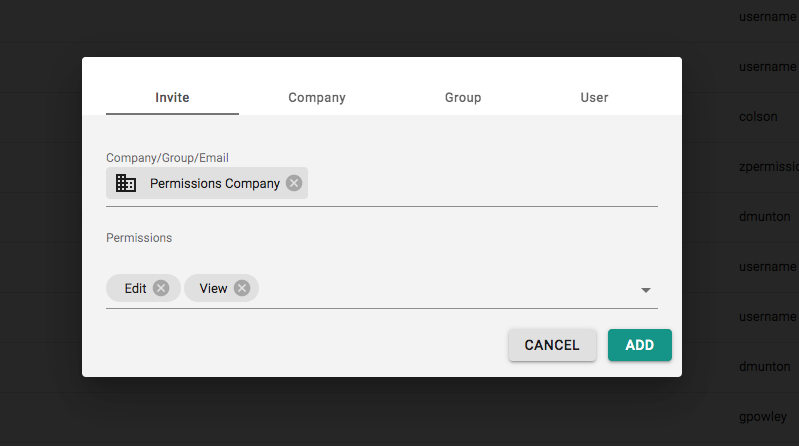 username
username
Invite Company Group User
colson
Company/Group/Email
zpermissio
Permissions Company
dmunton
Permissions
username
Edit View
username
CANCEL ADD
dmunton
gpowley